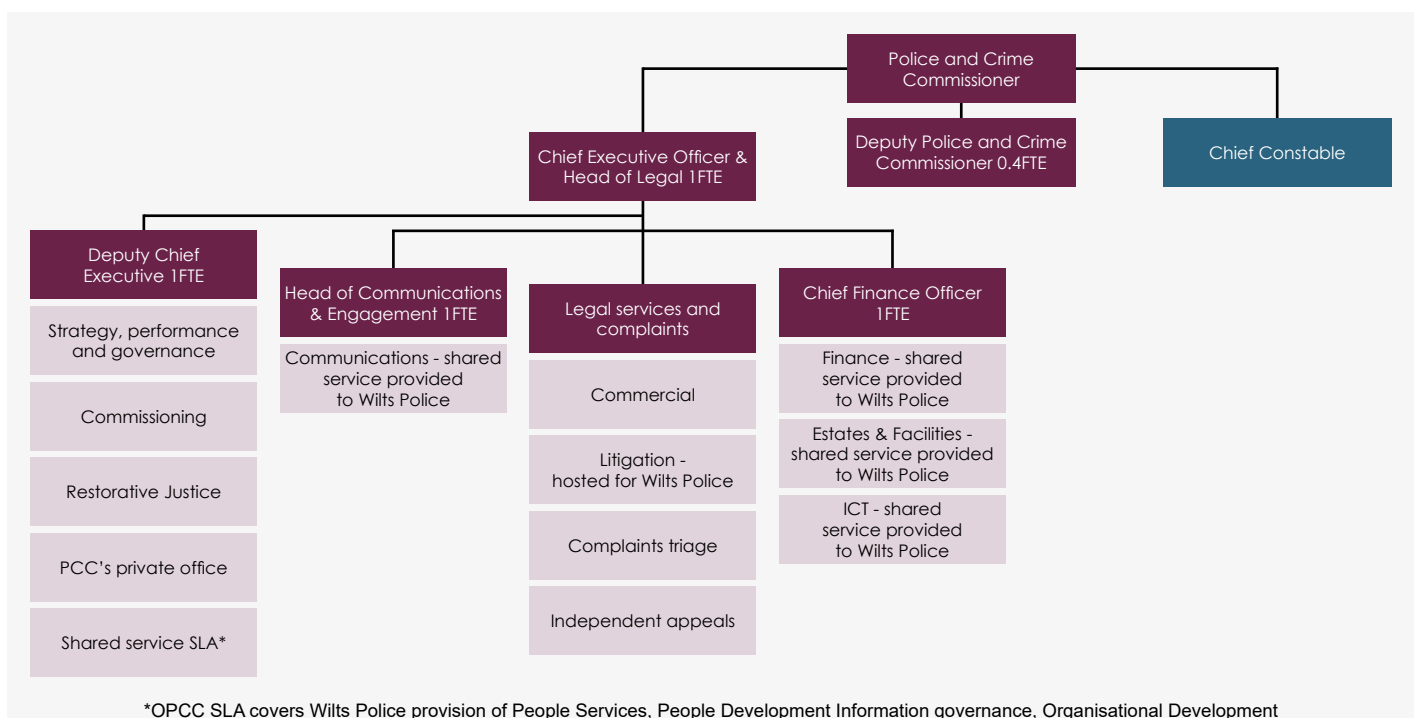 Police and Crime
Commissioner
Chief Executive Officer &
Head of Legal 1FTE
Deputy Police and Crime
Commissioner 0.4FTE
Chief Constable
Deputy Chief
Executive 1FTE
Strategy, performance
and governance
Commissioning
Restorative Justice
PCC’s private office
Shared service SLA*
Head of Communications
& Engagement 1FTE
Communications - shared
service provided
to Wilts Police
Legal services and
complaints
Commercial
Litigation -
hosted for Wilts Police
Complaints triage
Independent appeals
Chief Finance Officer
1FTE
Finance - shared
service provided
to Wilts Police
Estates & Facilities -
shared service provided
to Wilts Police
ICT - shared
service provided
to Wilts Police
*OPCC SLA covers Wilts Police provision of People Services, People Development Information governance, Organisational Development